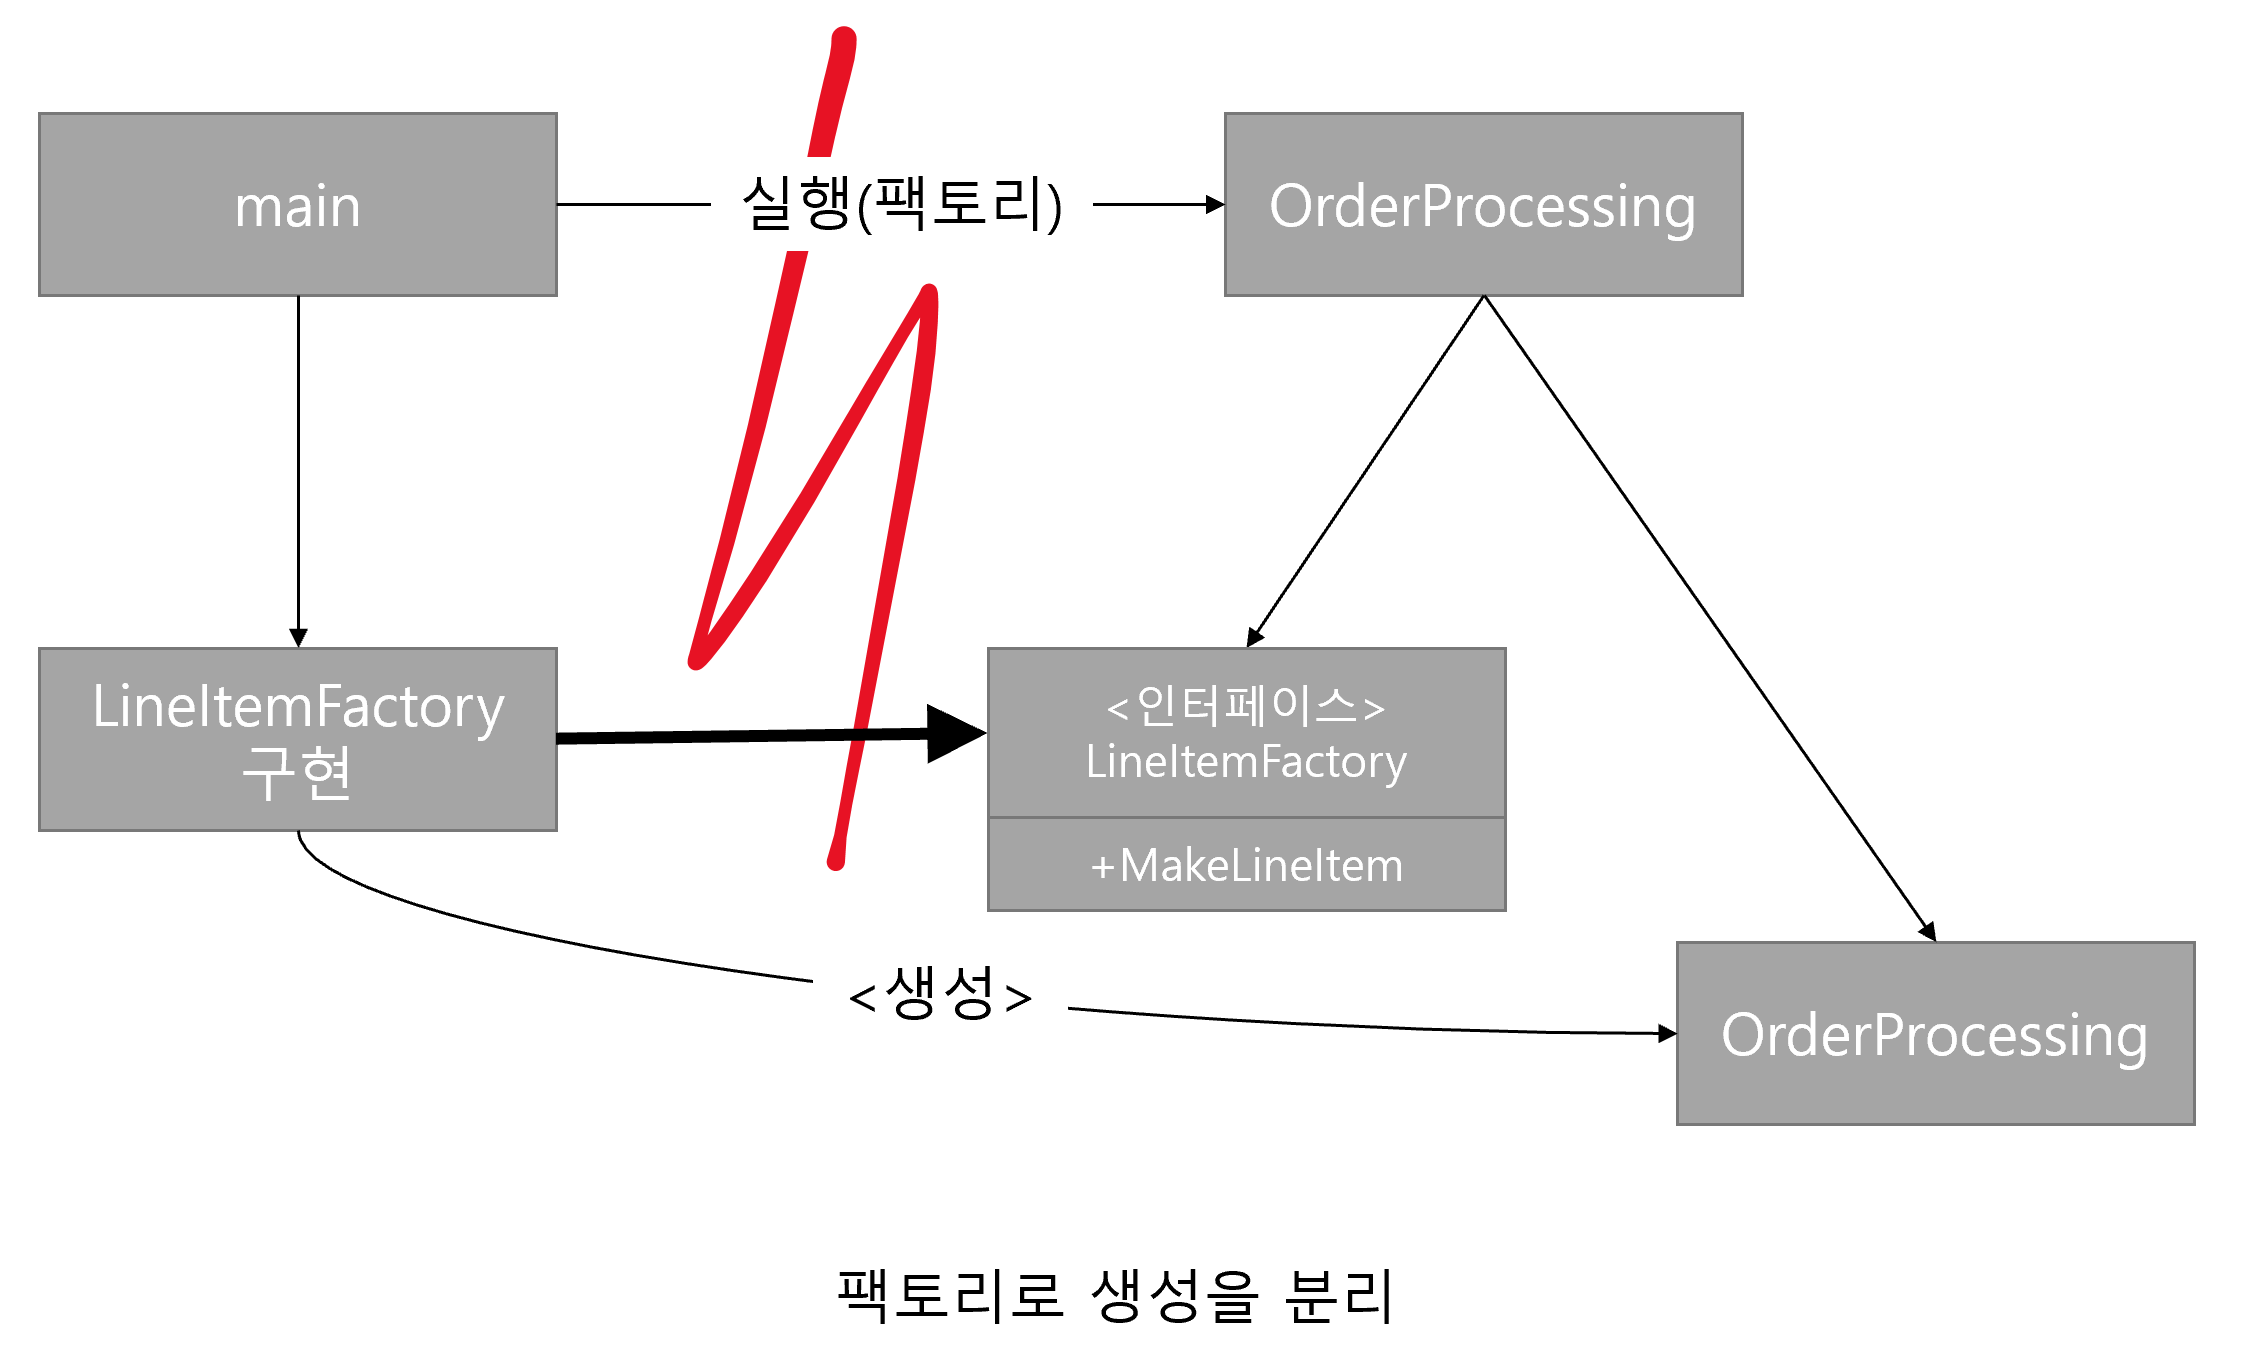 main
실행(팩토리)
OrderProcessing
LineItemFactory
구현
<인터페이스>
LineItemFactory
+MakeLineItem
<생성>
OrderProcessing
팩토리로 생성을 분리